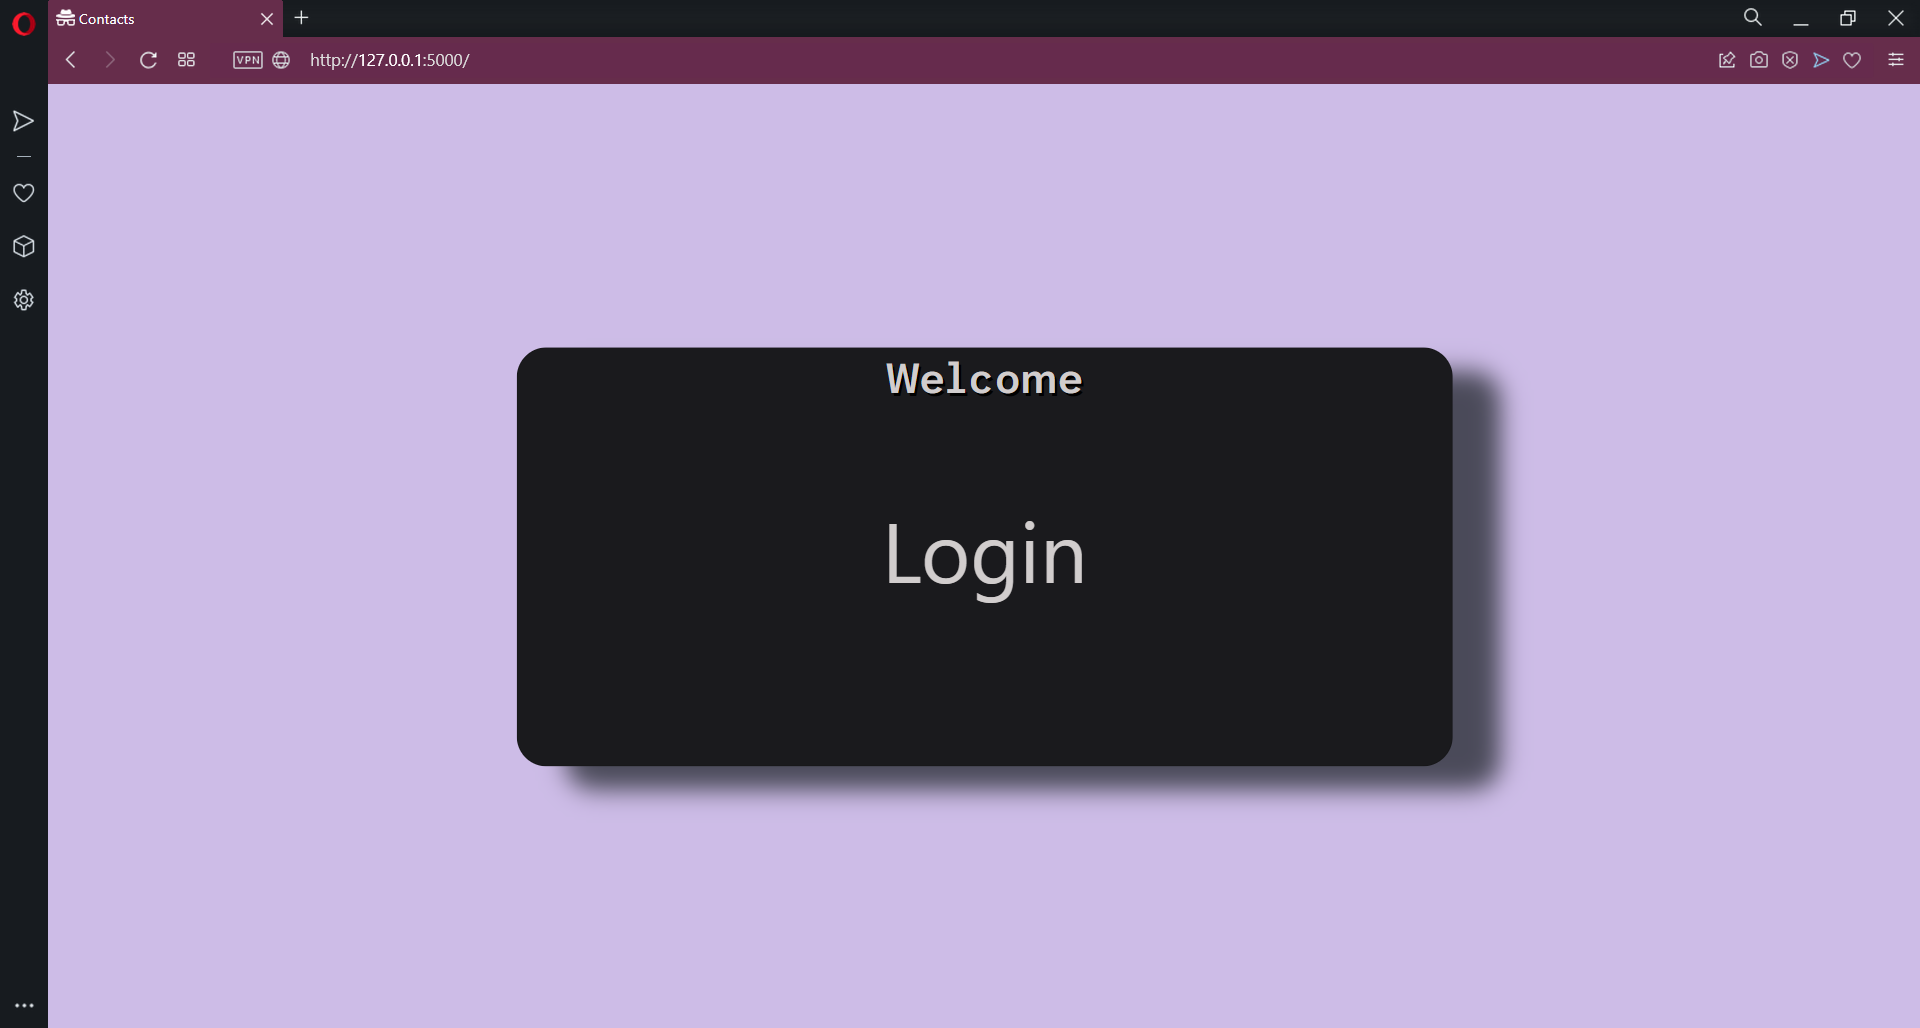 Contacts
VPN
http://127.0.0.1:5000/
Welcome
Login